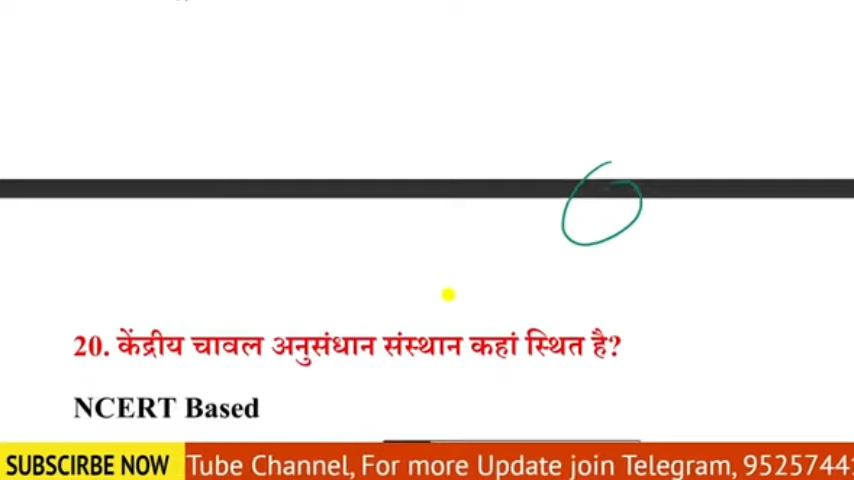 20. केंद्रीय चावल अनुसंधान संस्थान कहां स्थित है?
NCERT Based
SUBSCIRBE NOW Tube Channel, For more Update join Telegram, 9525744